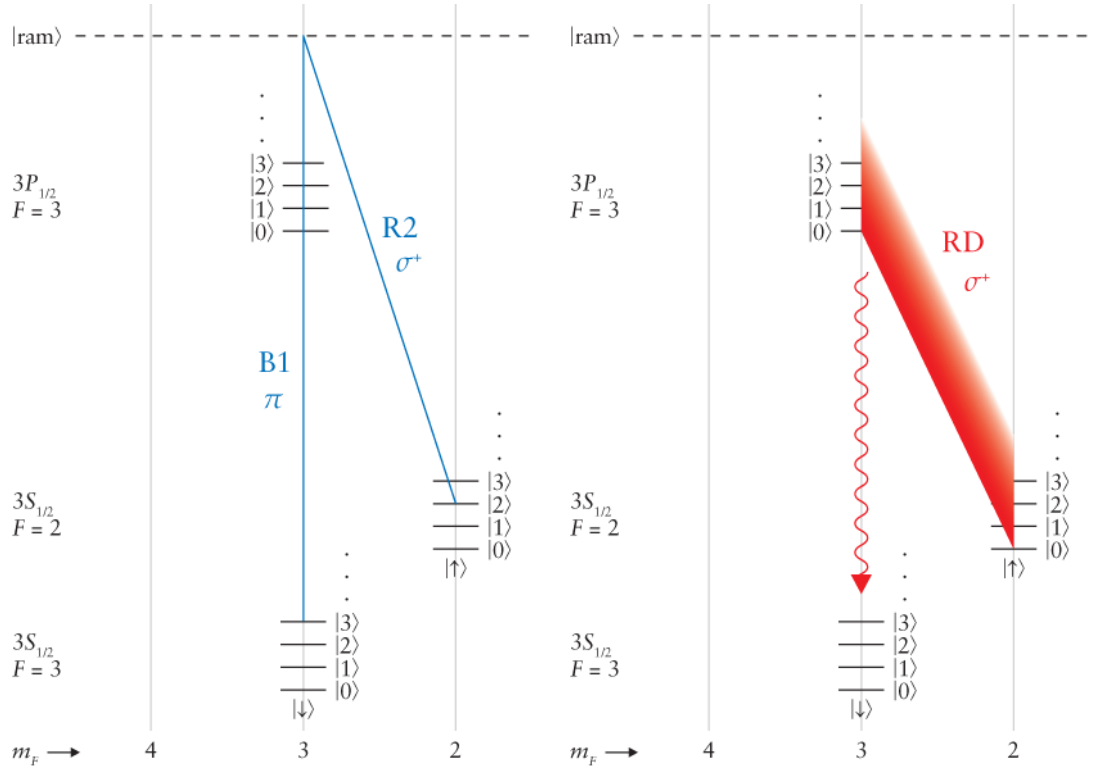 |ram⟩
|3⟩
|2⟩
|1⟩
|0⟩
3P1/2
F = 3
R2
σ+
B1
π
|3⟩
|2⟩
|1⟩
|0⟩
|↑⟩
3S1/2
F = 2
|3⟩
|2⟩
|1⟩
|0⟩
|↓⟩
3S1/2
F = 3
mF → 4 3 2
|ram⟩
|3⟩
|2⟩
|1⟩
|0⟩
3P1/2
F = 3
RD
σ+
|3⟩
|2⟩
|1⟩
|0⟩
|↑⟩
3S1/2
F = 2
|3⟩
|2⟩
|1⟩
|0⟩
|↓⟩
3S1/2
F = 3
mF → 4 3 2